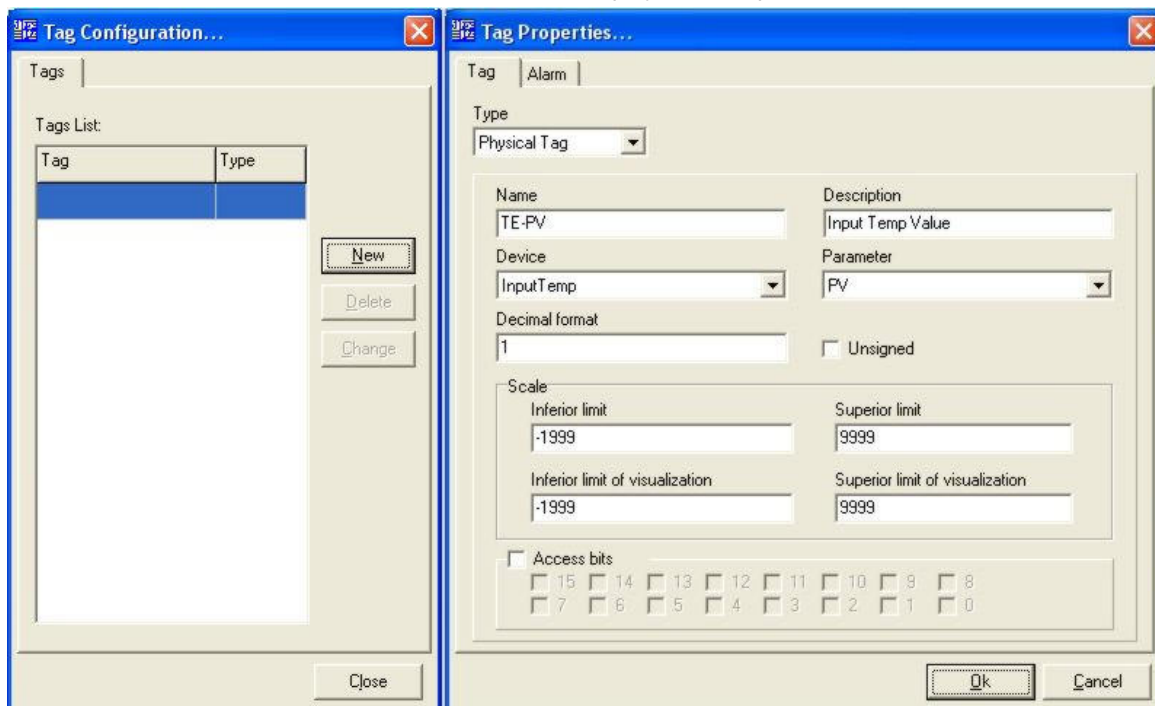 Tag Configuration...
Tags
Tags List:
Tag Type
New
Delete
Change
Close
Tag Properties...
Tag Alarm
Type
Physical Tag
Name Description
TE-PV Input Temp Value
Device Parameter
InputTemp PV
Decimal format
1 Unsigned
Scale
Inferior limit Superior limit
-1999 9999
Inferior limit of visualization Superior limit of visualization
-1999 9999
Access bits
15 14 13 12 11 10 9 8
7 6 5 4 3 2 1 0
Ok Cancel